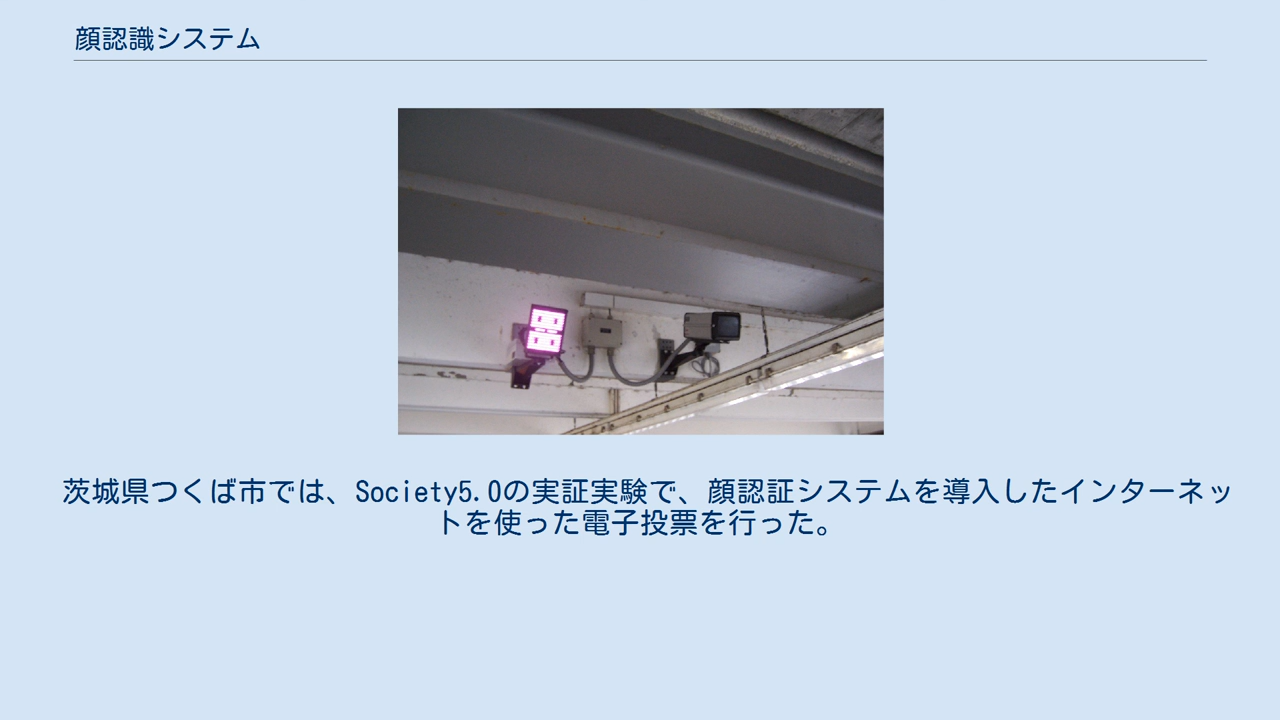 顔認識システム
茨城県つくば市では、Society5.0の実証実験で、顔認証システムを導入したインターネッ
トを使った電子投票を行った。